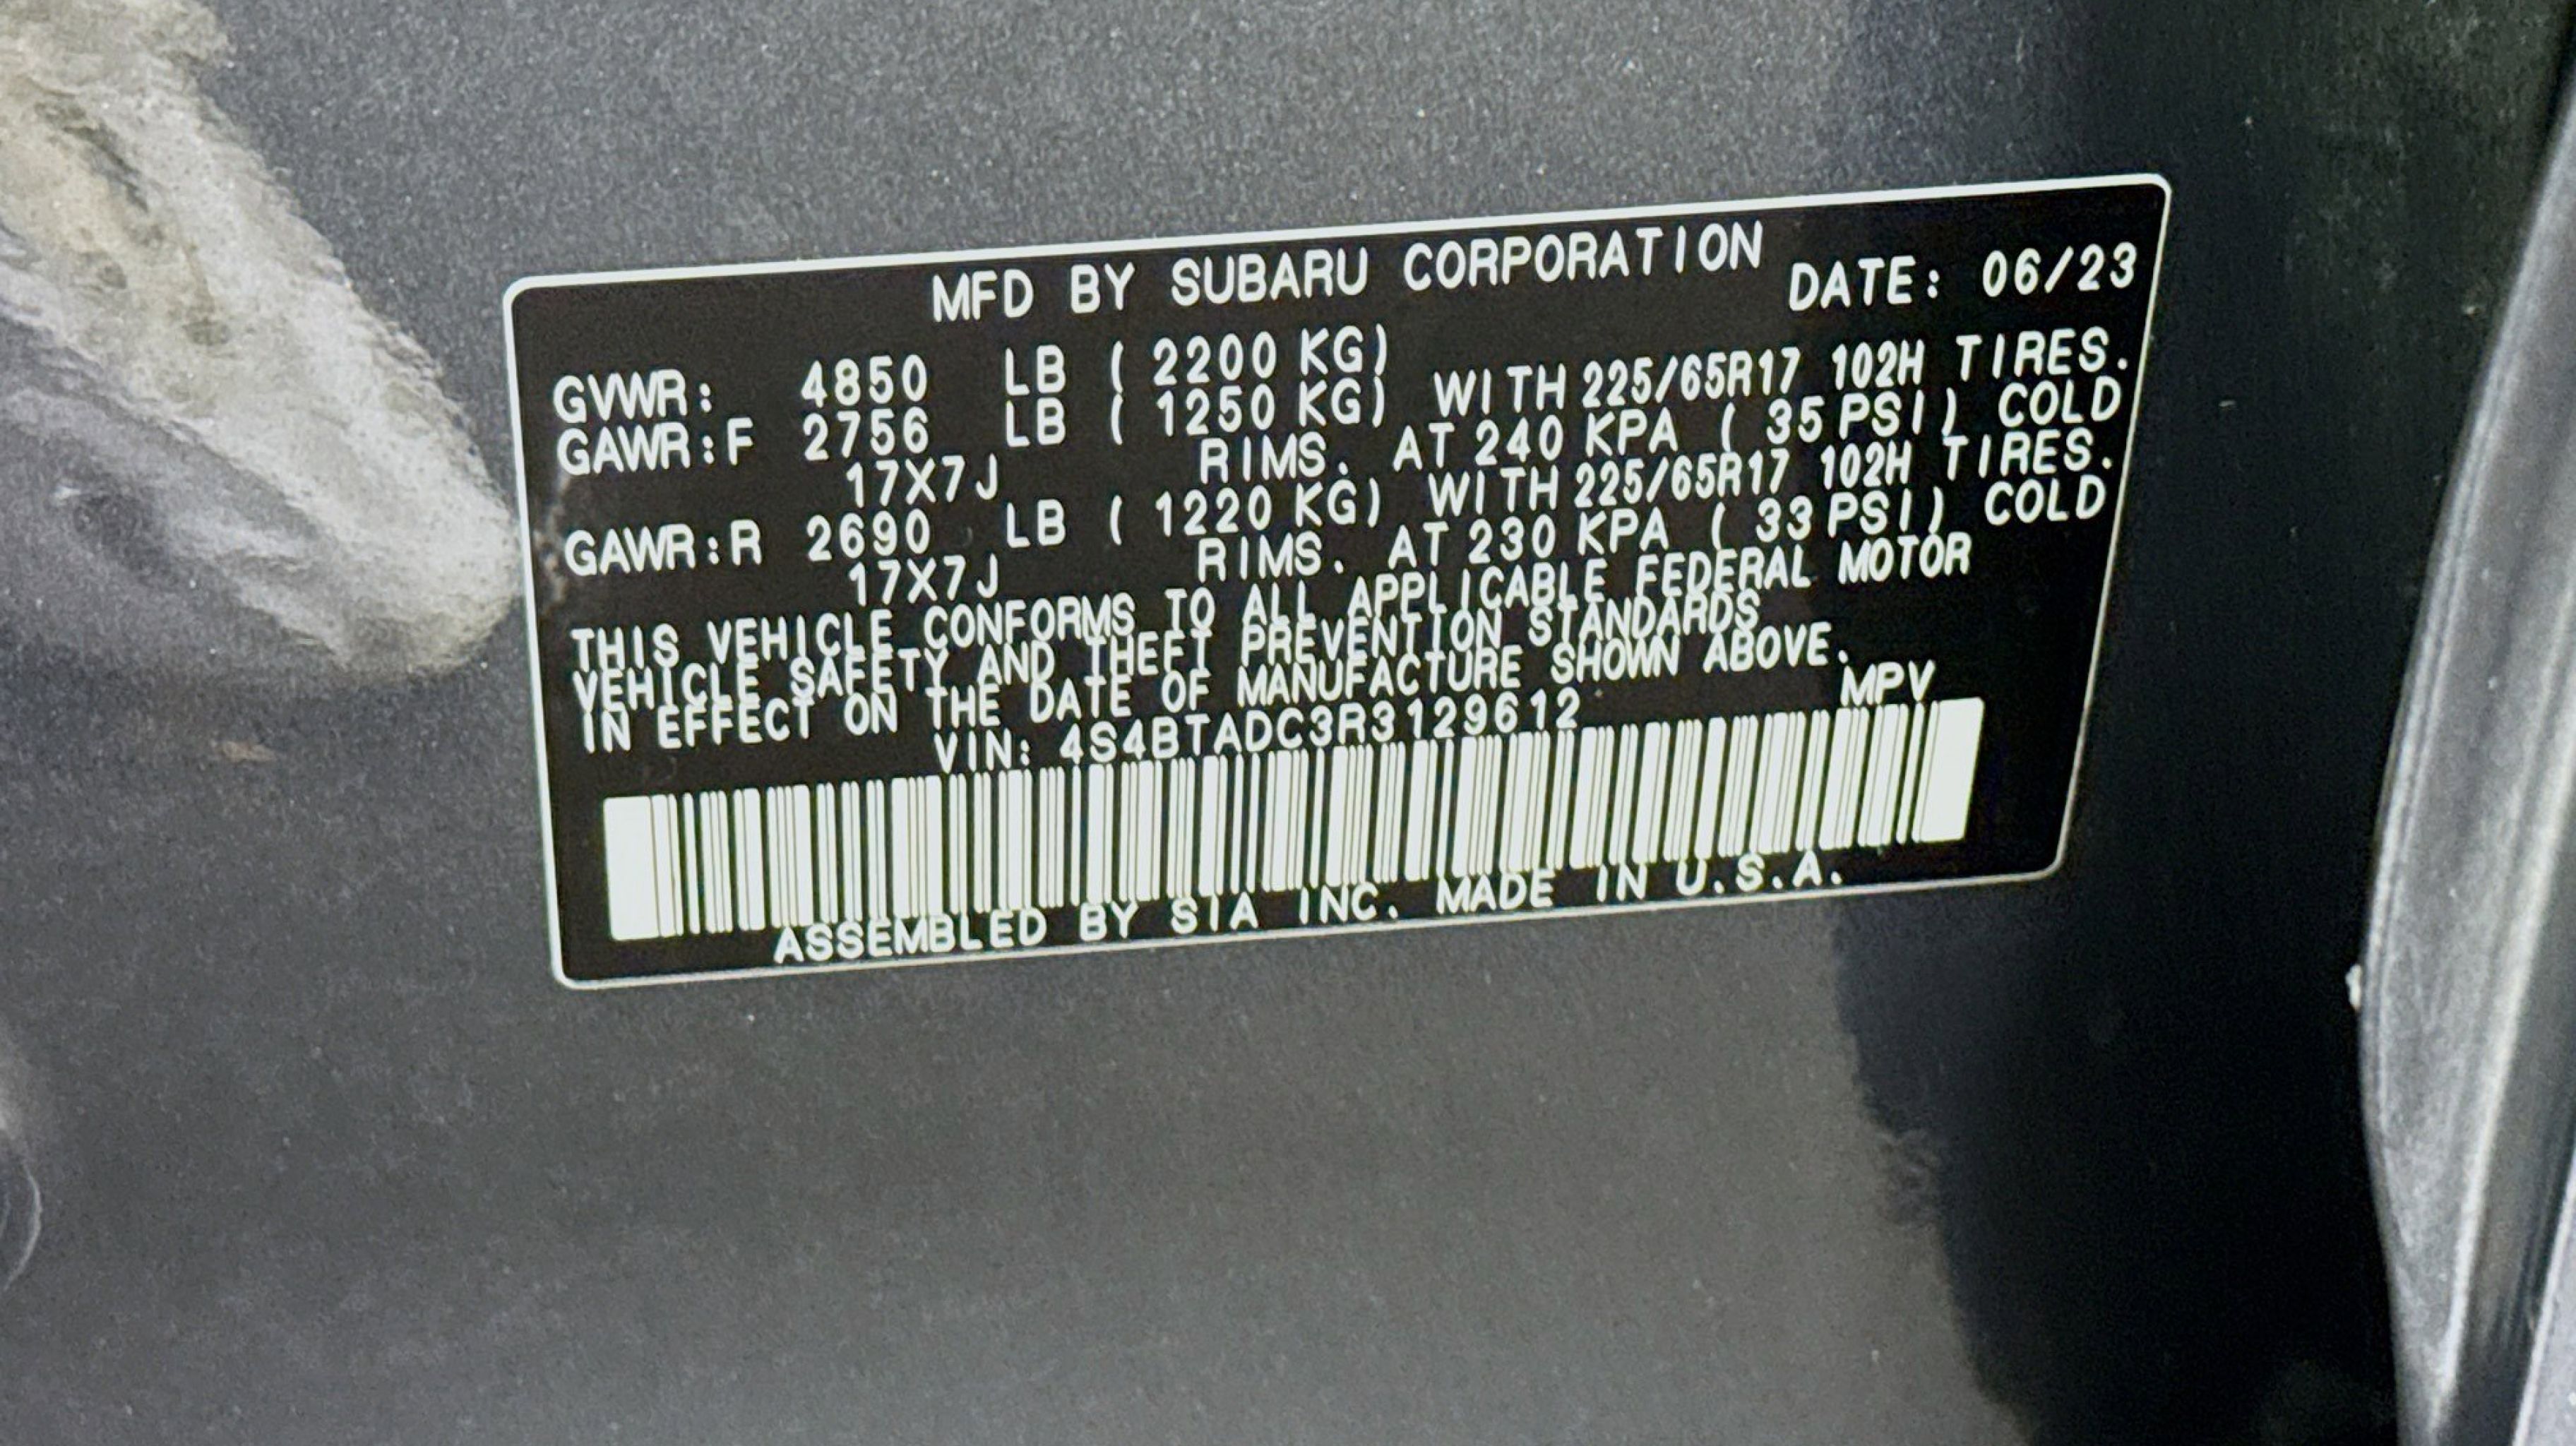 MFD BY SUBARU CORPORATION DATE: 06/23
GVWR: 4850 LB ( 2200 KG)
GAWR:F 2756 LB ( 1250 KG) WITH 225/65R17 102H TIRES.
17X7J RIMS. AT 240 KPA ( 35 PSI) COLD
GAWR:R 2690 LB ( 1220 KG) WITH 225/65R17 102H TIRES.
17X7J RIMS. AT 230 KPA ( 33 PSI) COLD
THIS VEHICLE CONFORMS TO ALL APPLICABLE FEDERAL MOTOR
VEHICLE SAFETY AND THEFT PREVENTION STANDARDS
IN EFFECT ON THE DATE OF MANUFACTURE SHOWN ABOVE.
VIN: 4S4BTADC3R3129612 MPV
ASSEMBLED BY SIA INC. MADE IN U.S.A.